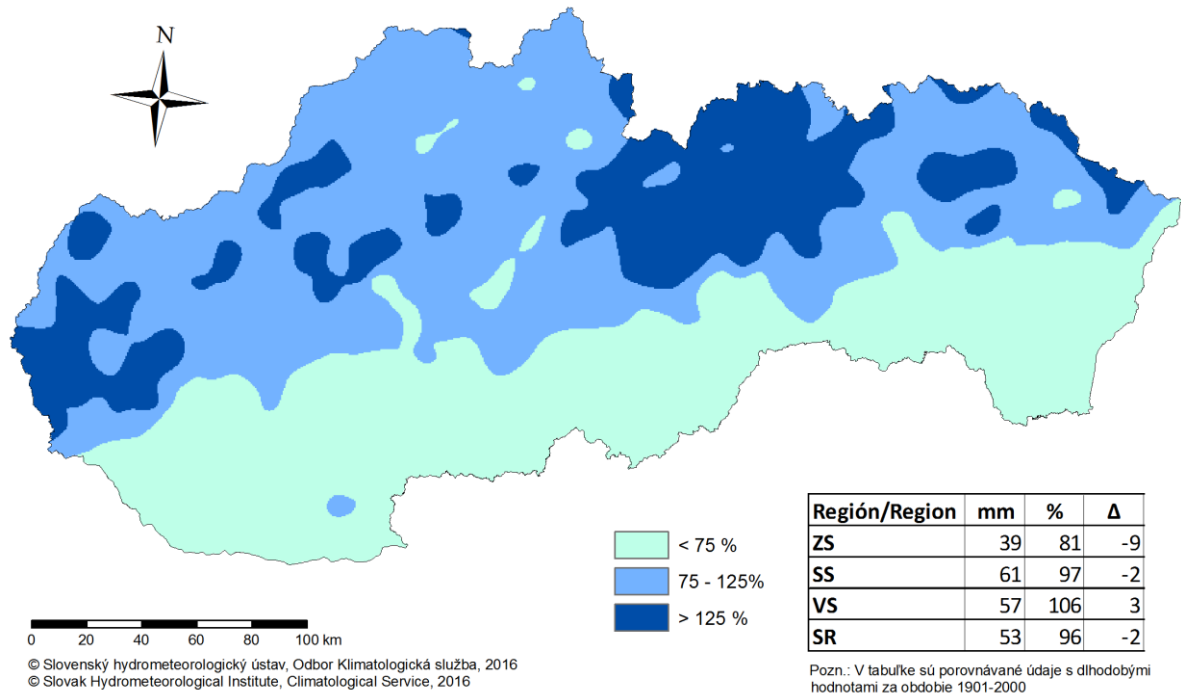 N
< 75 %
75 - 125%
> 125 %
Región/Region mm % Δ
ZS 39 81 -9
SS 61 97 -2
VS 57 106 3
SR 53 96 -2
0 20 40 60 80 100 km
© Slovenský hydrometeorologický ústav, Odbor Klimatologická služba, 2016
© Slovak Hydrometeorological Institute, Climatological Service, 2016
Pozn.: V tabuľke sú porovnávané údaje s dlhodobými
hodnotami za obdobie 1901-2000